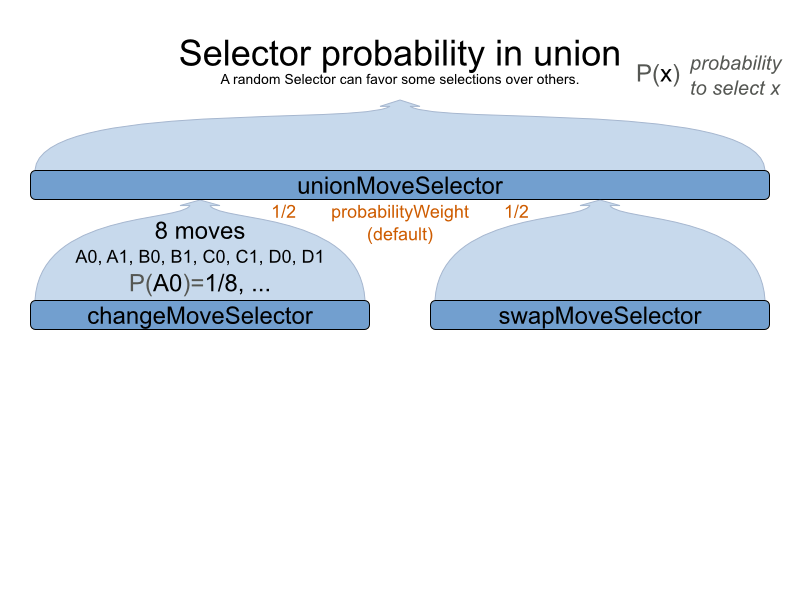 Selector probability in union
A random Selector can favor some selections over others.
P(x) probability
to select x
unionMoveSelector
1/2 probabilityWeight 1/2
(default)
8 moves
A0, A1, B0, B1, C0, C1, D0, D1
P(A0)=1/8, ...
changeMoveSelector
swapMoveSelector